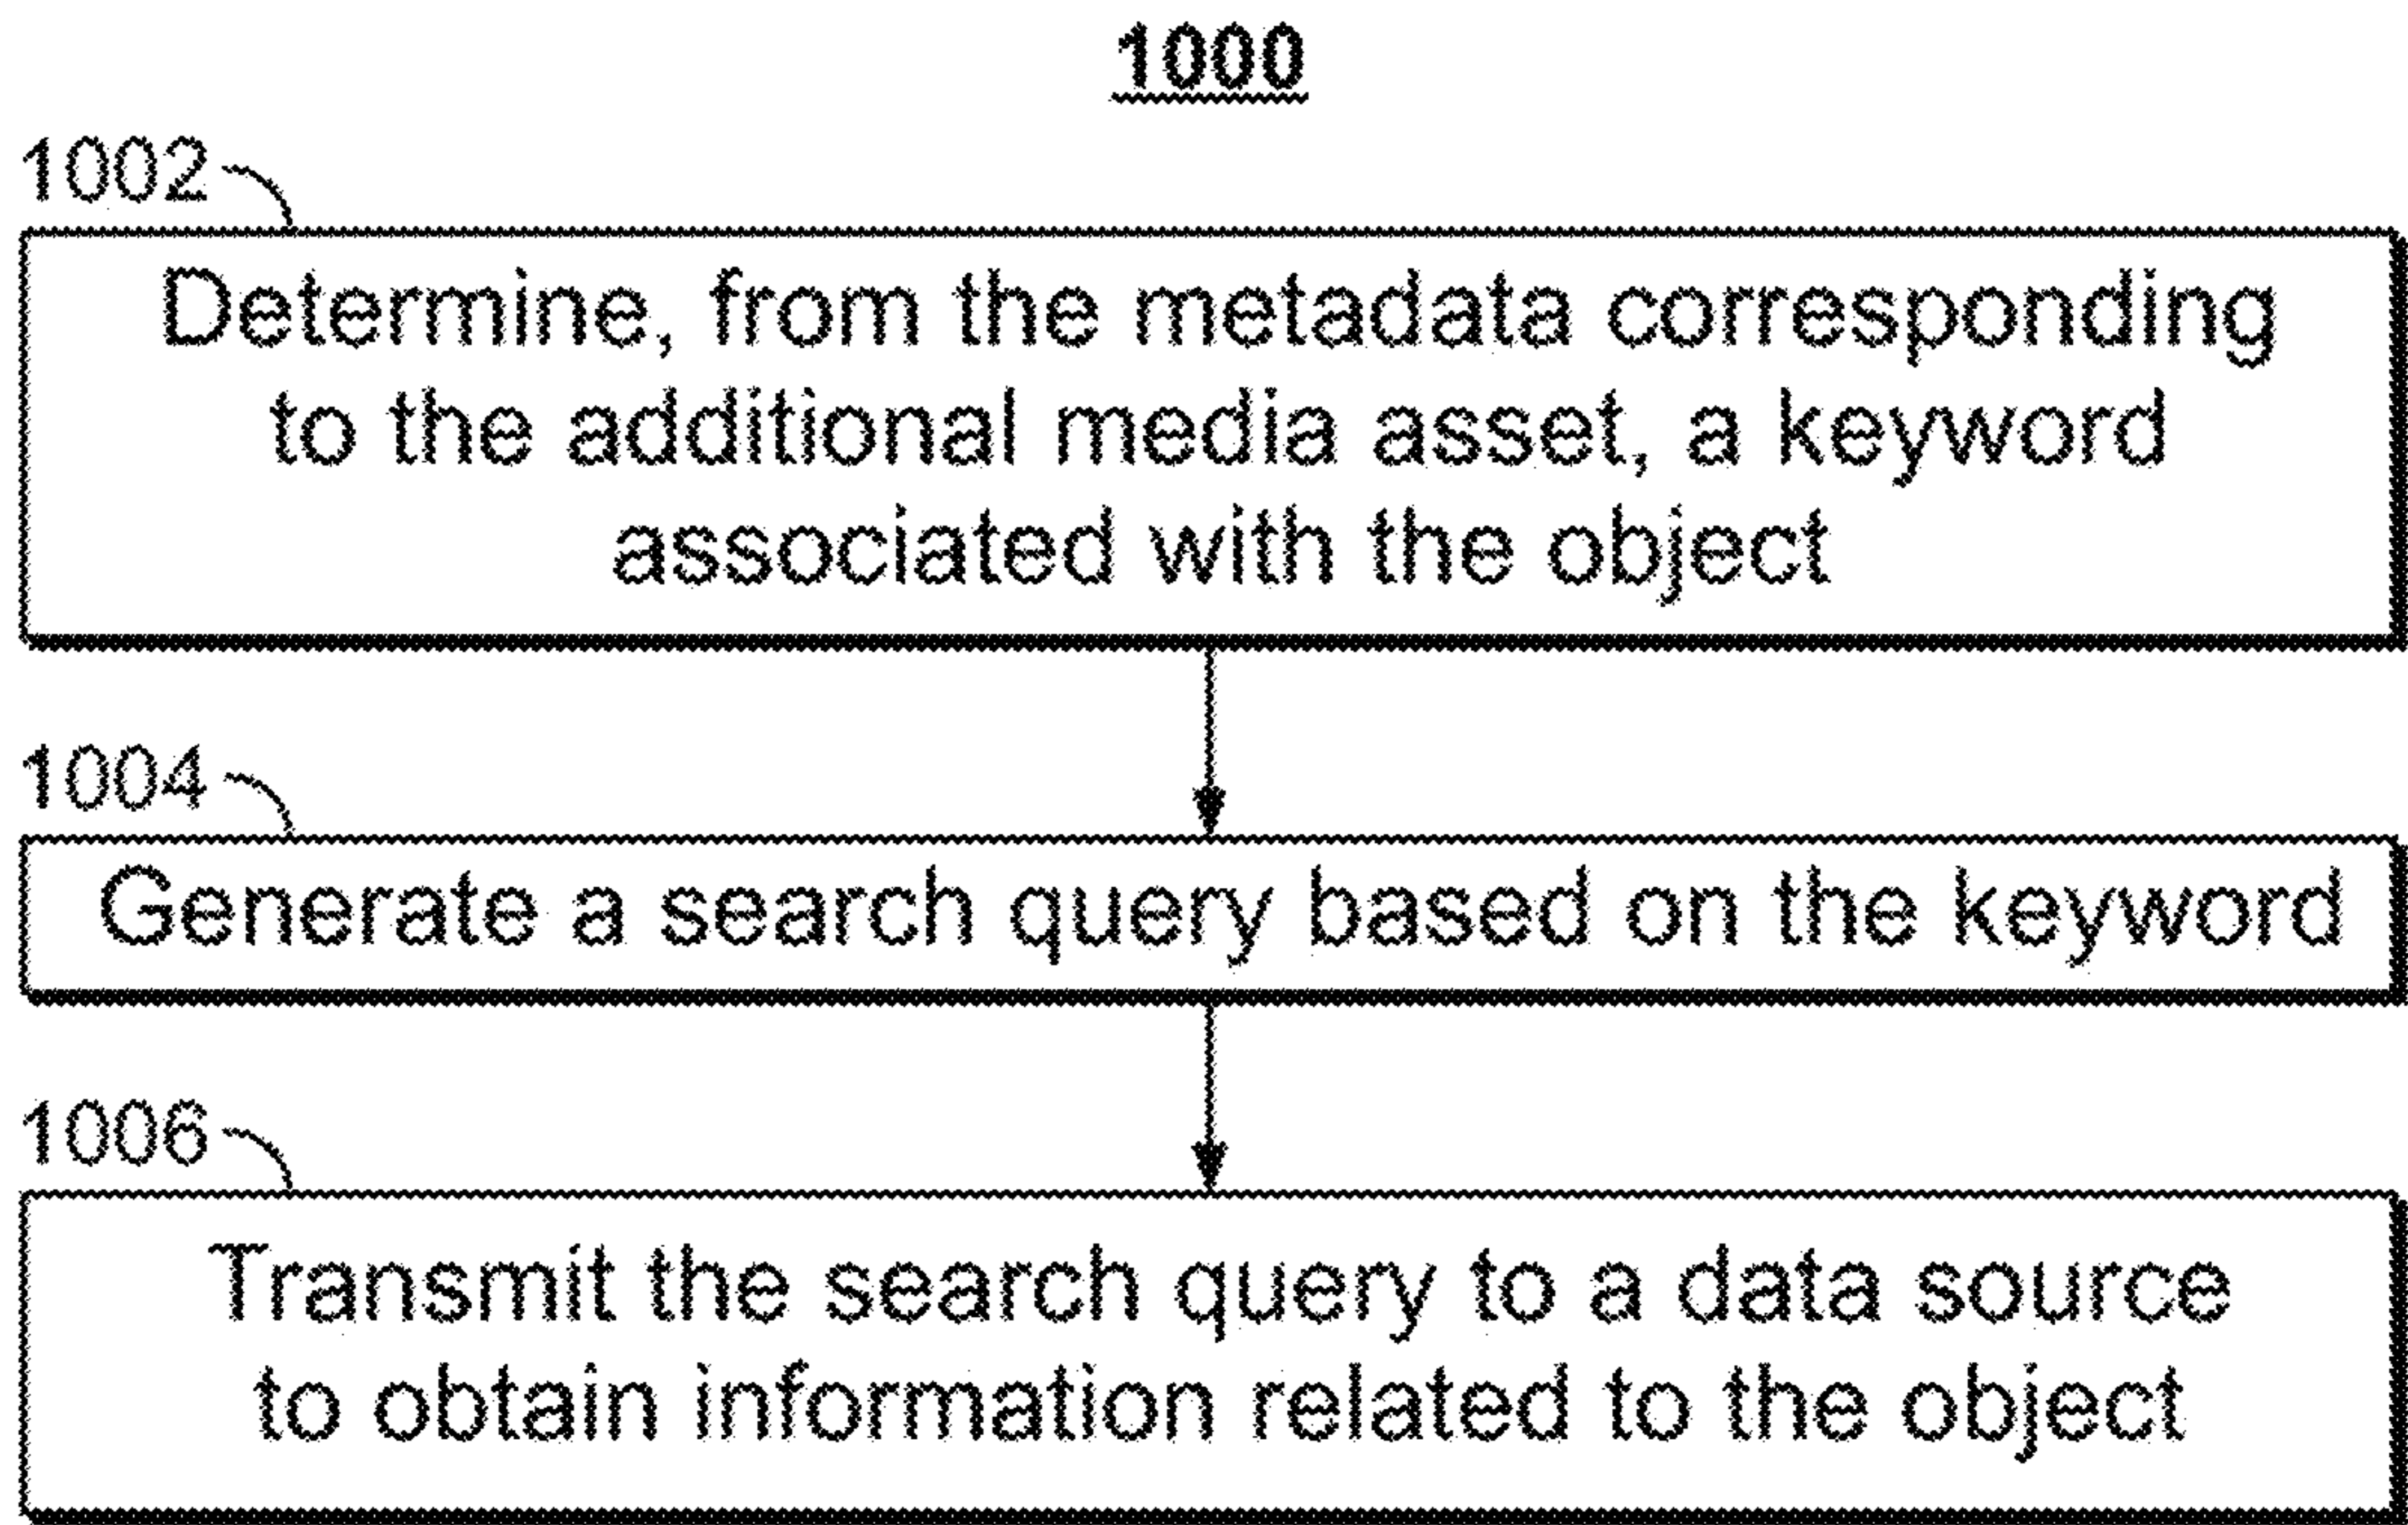 1000
1002
Determine, from the metadata corresponding
to the additional media asset, a keyword
associated with the object
1004
Generate a search query based on the keyword
1006
Transmit the search query to a data source
to obtain information related to the object